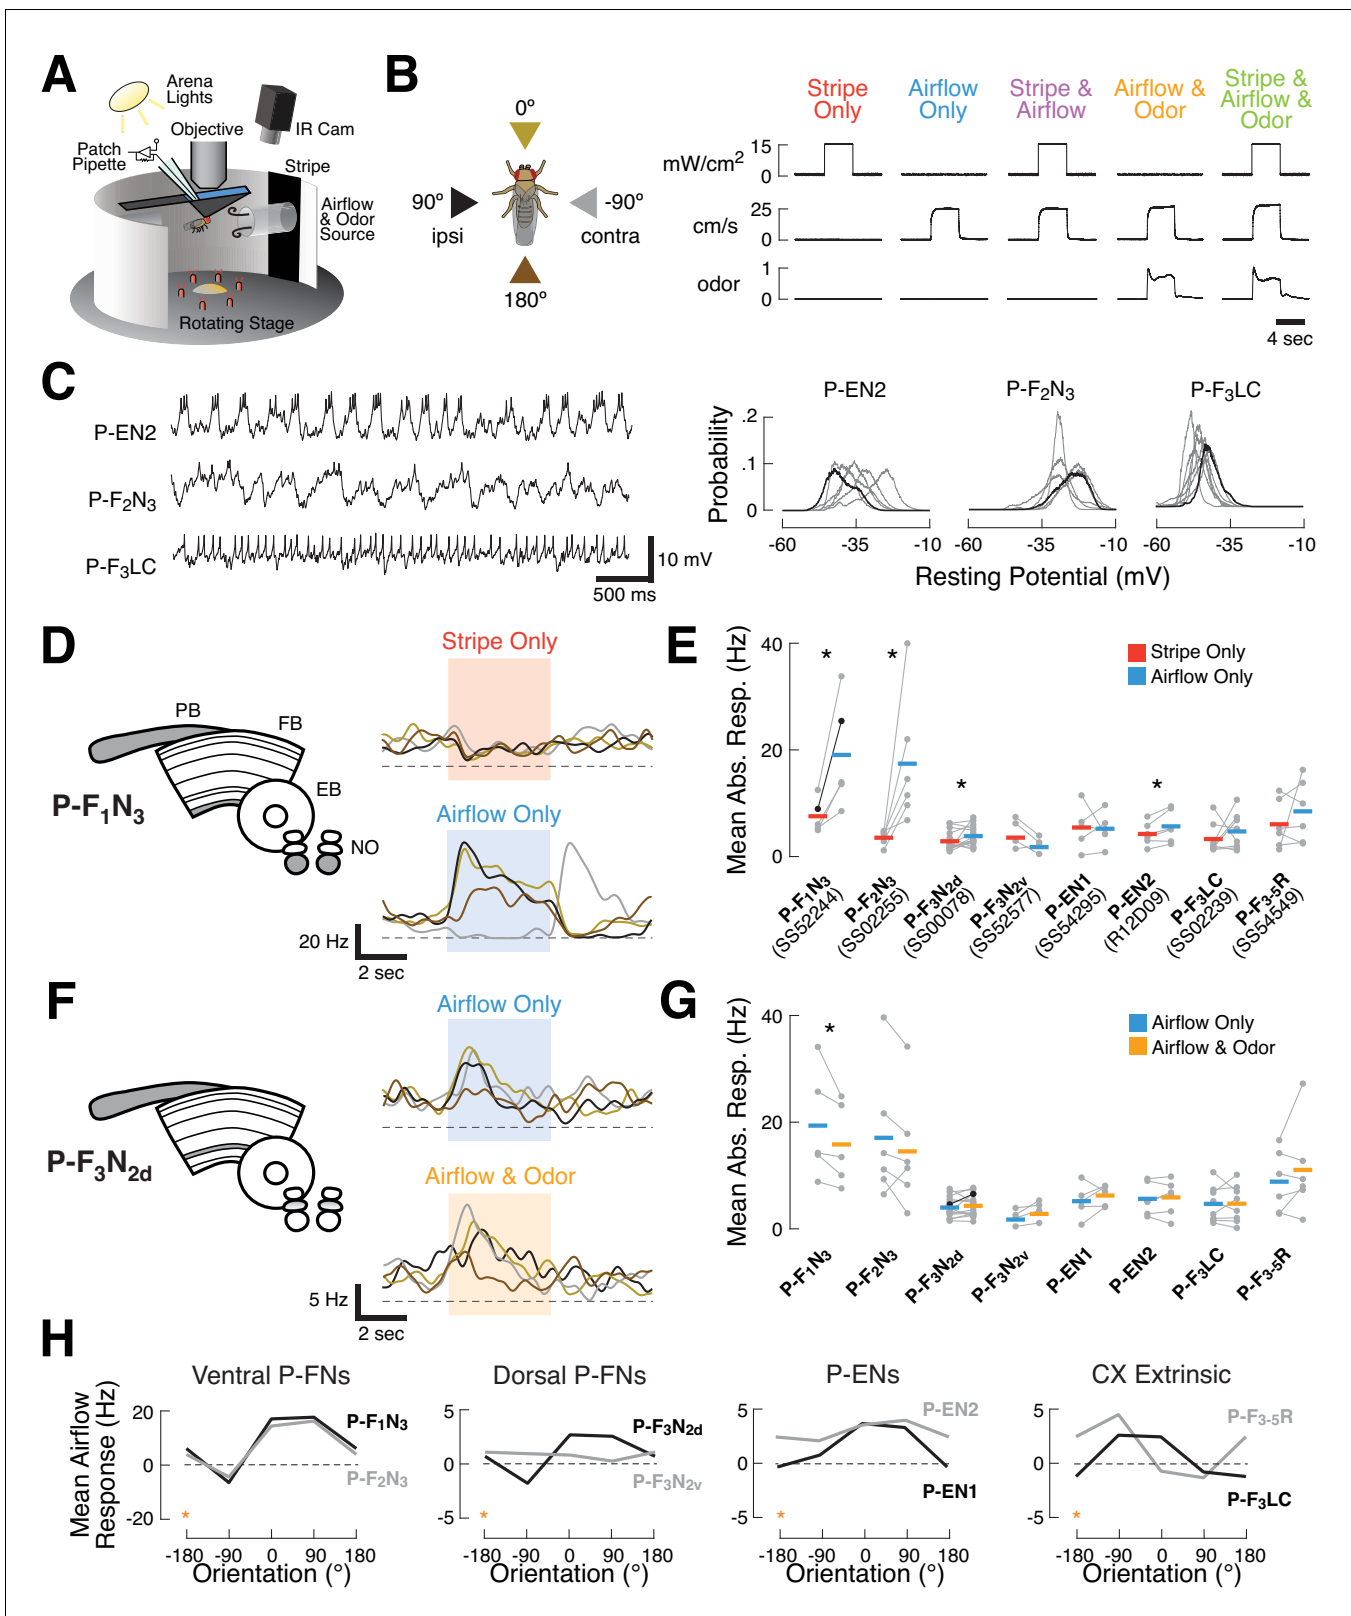 A
Arena
Lights
Objective
IR Cam
Patch
Pipette
Stripe
Airflow
& Odor
Source
Rotating Stage
B
0º
90º
ipsi
-90º
contra
180º
Stripe
Only
Airflow
Only
Stripe &
Airflow
Airflow &
Odor
Stripe &
Airflow &
Odor
mW/cm2
15
0
cm/s
25
0
odor
1
0
4 sec
C
P-EN2
P-F2N3
P-F3LC
10 mV
500 ms
P-EN2
P-F2N3
P-F3LC
Probability
.2
.1
0
-60 -35 -10
-60 -35 -10
-60 -35 -10
Resting Potential (mV)
D
PB
FB
EB
NO
P-F1N3
Stripe Only
Airflow Only
20 Hz
2 sec
E
Mean Abs. Resp. (Hz)
40
20
0
* * * *
Stripe Only
Airflow Only
P-F1N3
(SS52244)
P-F2N3
(SS02255)
P-F3N2d
(SS00078)
P-F3N2v
(SS52577)
P-EN1
(SS54295)
P-EN2
(R12D09)
P-F3LC
(SS02239)
P-F3-5R
(SS54549)
F
P-F3N2d
Airflow Only
Airflow & Odor
5 Hz
2 sec
G
Mean Abs. Resp. (Hz)
40
20
0
*
Airflow Only
Airflow & Odor
P-F1N3
P-F2N3
P-F3N2d
P-F3N2v
P-EN1
P-EN2
P-F3LC
P-F3-5R
H
Mean Airflow
Response (Hz)
Ventral P-FNs
20
0
-20
P-F1N3
P-F2N3
*
-180 -90 0 90 180
Orientation (°)
Dorsal P-FNs
5
0
-5
P-F3N2d
P-F3N2v
*
-180 -90 0 90 180
Orientation (°)
P-ENs
5
0
-5
P-EN2
P-EN1
*
-180 -90 0 90 180
Orientation (°)
CX Extrinsic
5
0
-5
P-F3-5R
P-F3LC
*
-180 -90 0 90 180
Orientation (°)